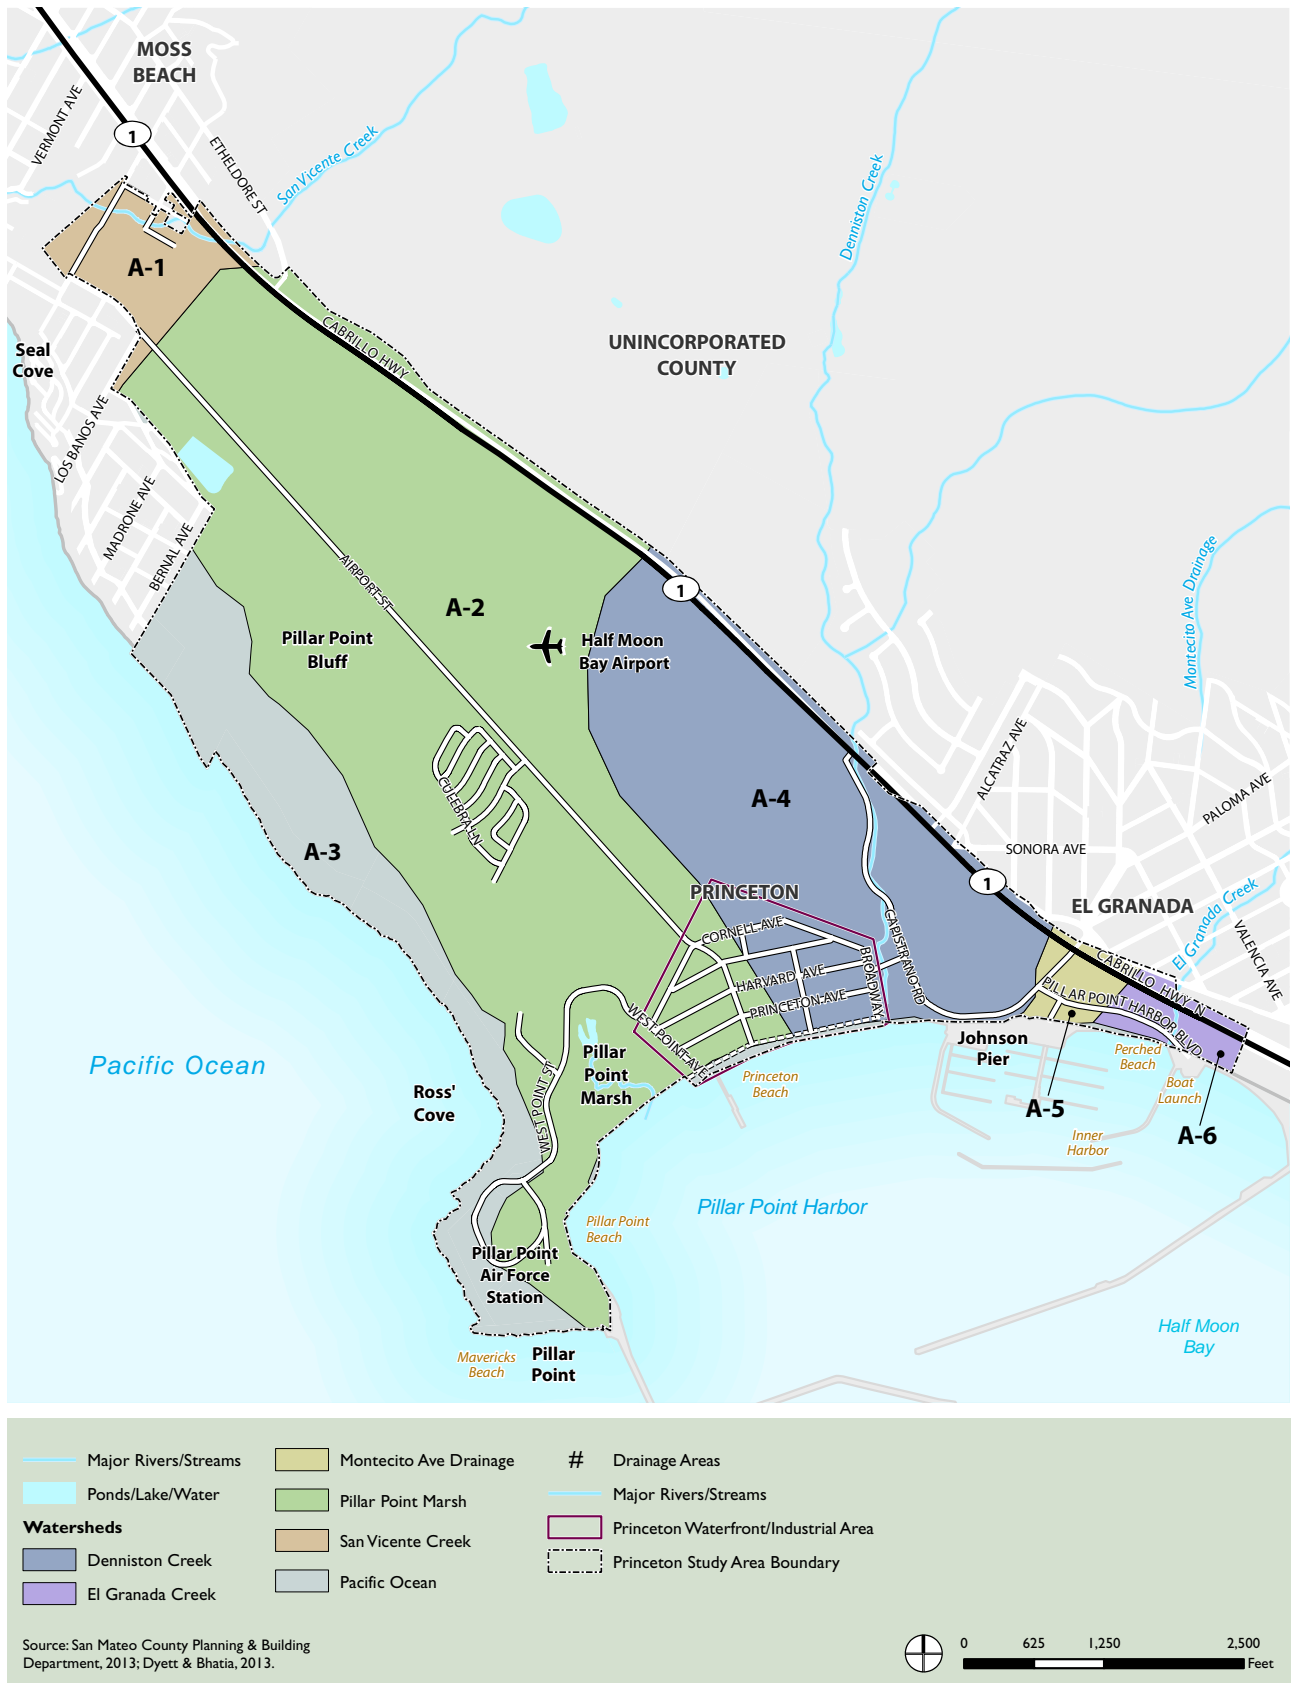 MOSS
BEACH
VERMONT AVE
1
ETHELDORE ST
San Vicente Creek
Denniston Creek
A-1
Seal
Cove
CABRILLO HWY
UNINCORPORATED
COUNTY
LOS BANOS AVE
MADRONE AVE
BERNAL AVE
AIRPORT ST
A-2
1
Pillar Point
Bluff
Half Moon
Bay Airport
Montecito Ave Drainage
CULEBRA LN
A-3
A-4
ALCATRAZ AVE
PALOMA AVE
SONORA AVE
1
PRINCETON
EL GRANADA
El Granada Creek
VALENCIA AVE
CORNELL AVE
CAPISTRANO RD
BROADWAY
HARVARD AVE
PRINCETON AVE
CABRILLO HWY N
PILLAR POINT HARBOR BLVD
WEST POINT AVE
Pacific Ocean
Pillar
Point
Marsh
Johnson
Pier
Perched
Beach
Boat
Launch
Princeton
Beach
Ross'
Cove
WEST POINT ST
A-5
A-6
Inner
Harbor
Pillar Point Harbor
Pillar Point
Beach
Pillar Point
Air Force
Station
Half Moon
Bay
Mavericks
Beach
Pillar
Point
Major Rivers/Streams
Ponds/Lake/Water
Watersheds
Denniston Creek
El Granada Creek
Montecito Ave Drainage
Pillar Point Marsh
San Vicente Creek
Pacific Ocean
# Drainage Areas
Major Rivers/Streams
Princeton Waterfront/Industrial Area
Princeton Study Area Boundary
Source: San Mateo County Planning & Building
Department, 2013; Dyett & Bhatia, 2013.
0 625 1,250 2,500
Feet